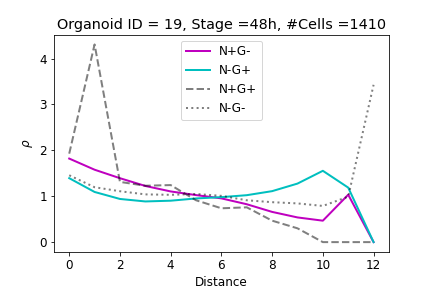 Organoid ID = 19, Stage =48h, #Cells =1410
N+G-
N-G+
N+G+
N-G-
4
3
2
1
0
ρ
0 2 4 6 8 10 12
Distance